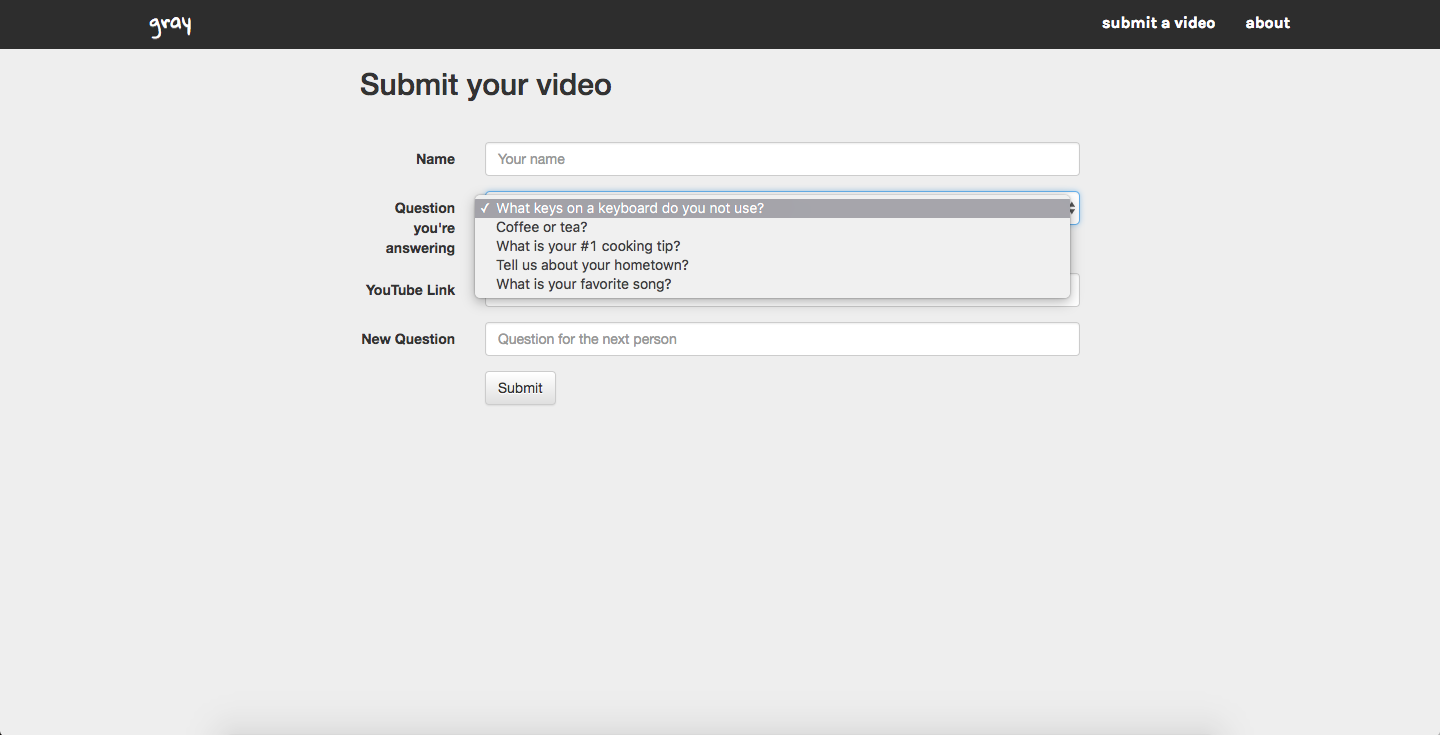 gray
submit a video
about
Submit your video
Name
Your name
Question
you're
answering
✓ What keys on a keyboard do you not use?
Coffee or tea?
What is your #1 cooking tip?
Tell us about your hometown?
What is your favorite song?
YouTube Link
New Question
Question for the next person
Submit